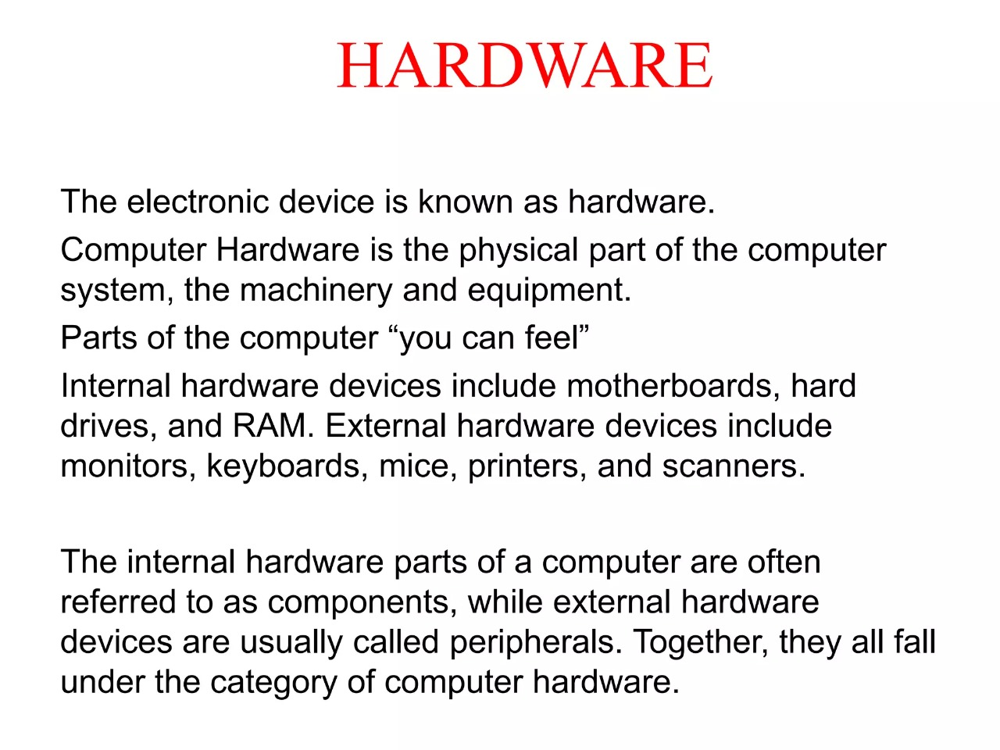 HARDWARE
The electronic device is known as hardware.
Computer Hardware is the physical part of the computer
system, the machinery and equipment.
Parts of the computer “you can feel”
Internal hardware devices include motherboards, hard
drives, and RAM. External hardware devices include
monitors, keyboards, mice, printers, and scanners.
The internal hardware parts of a computer are often
referred to as components, while external hardware
devices are usually called peripherals. Together, they all fall
under the category of computer hardware.